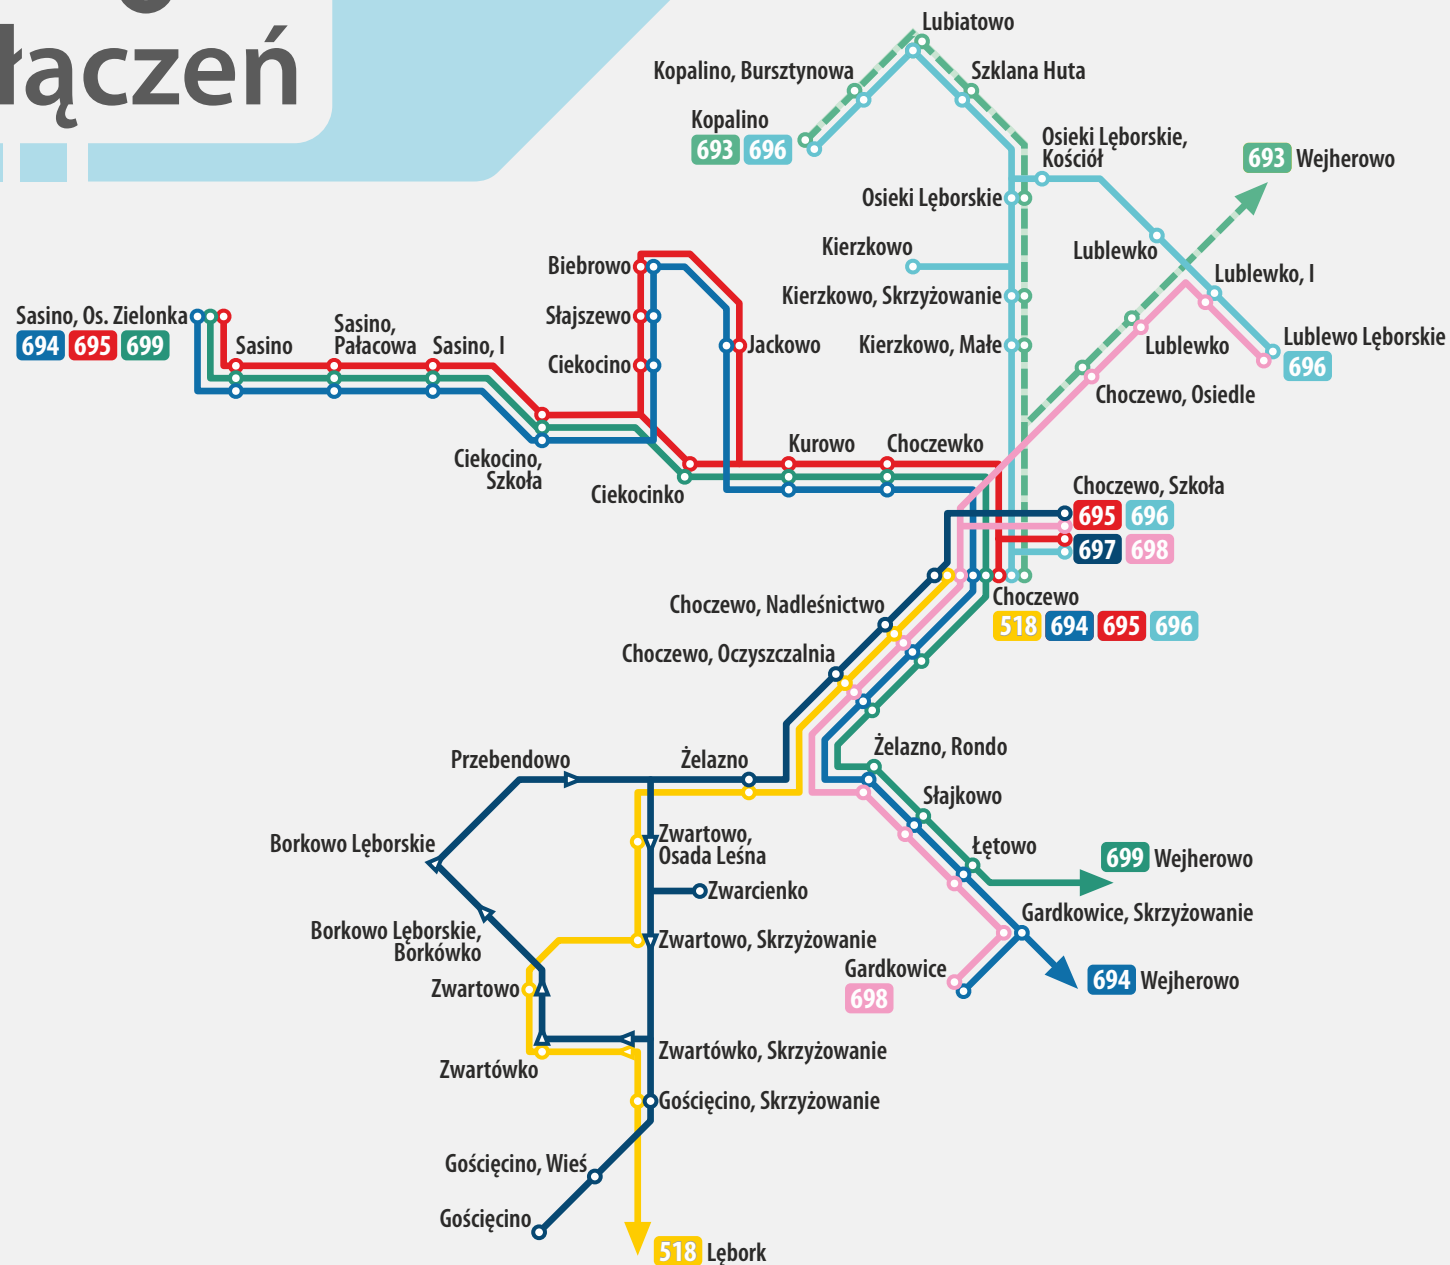 łączeń
Lubiatowo
Kopalino, Bursztynowa
Szklana Huta
Kopalino
693 696
Osieki Lęborskie,
Kościół
693 Wejherowo
Osieki Lęborskie
Kierzkowo
Lublewko
Lublewko, I
Biebrowo
Kierzkowo, Skrzyżowanie
Słajszewo
Sasino, Os. Zielonka
694 695 699
Sasino
Sasino,
Pałacowa
Sasino, I
Jackowo
Kierzkowo, Małe
Lublewko
Lublewo Lęborskie
696
Ciekocino
Choczewo, Osiedle
Kurowo
Choczewko
Ciekocino,
Szkoła
Ciekocinko
Choczewo, Szkoła
695 696
697 698
Choczewo
518 694 695 696
Choczewo, Nadleśnictwo
Choczewo, Oczyszczalnia
Przebendowo
Żelazno
Żelazno, Rondo
Słajkowo
Borkowo Lęborskie
Zwartowo,
Osada Leśna
Łętowo
699 Wejherowo
Zwarcienko
Gardkowice, Skrzyżowanie
Borkowo Lęborskie,
Borkówko
Zwartowo, Skrzyżowanie
Gardkowice
698
694 Wejherowo
Zwartowo
Zwartówko, Skrzyżowanie
Zwartówko
Gościęcino, Skrzyżowanie
Gościęcino, Wieś
Gościęcino
518 Lębork